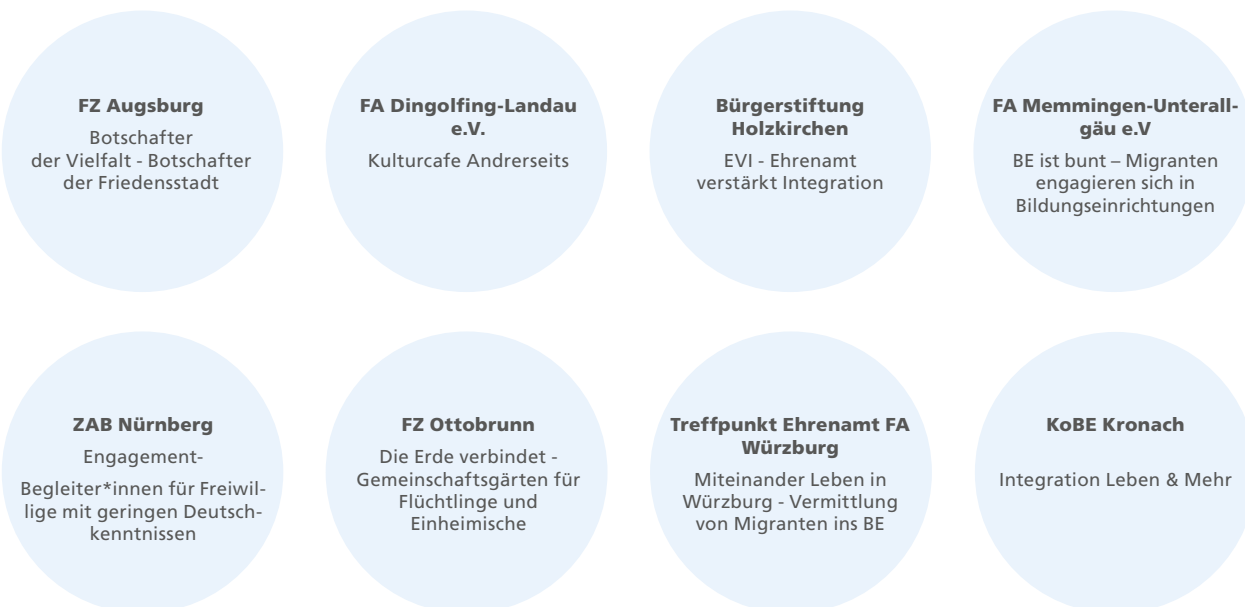 FZ Augsburg
Botschafter
der Vielfalt - Botschafter
der Friedensstadt
FA Dingolfing-Landau
e.V.
Kulturcafe Andrerseits
Bürgerstiftung
Holzkirchen
EVI - Ehrenamt
verstärkt Integration
FA Memmingen-Unterall-
gäu e.V
BE ist bunt – Migranten
engagieren sich in
Bildungseinrichtungen
ZAB Nürnberg
Engagement-
Begleiter*innen für Freiwil-
lige mit geringen Deutsch-
kenntnissen
FZ Ottobrunn
Die Erde verbindet -
Gemeinschaftsgärten für
Flüchtlinge und
Einheimische
Treffpunkt Ehrenamt FA
Würzburg
Miteinander Leben in
Würzburg - Vermittlung
von Migranten ins BE
KoBE Kronach
Integration Leben & Mehr